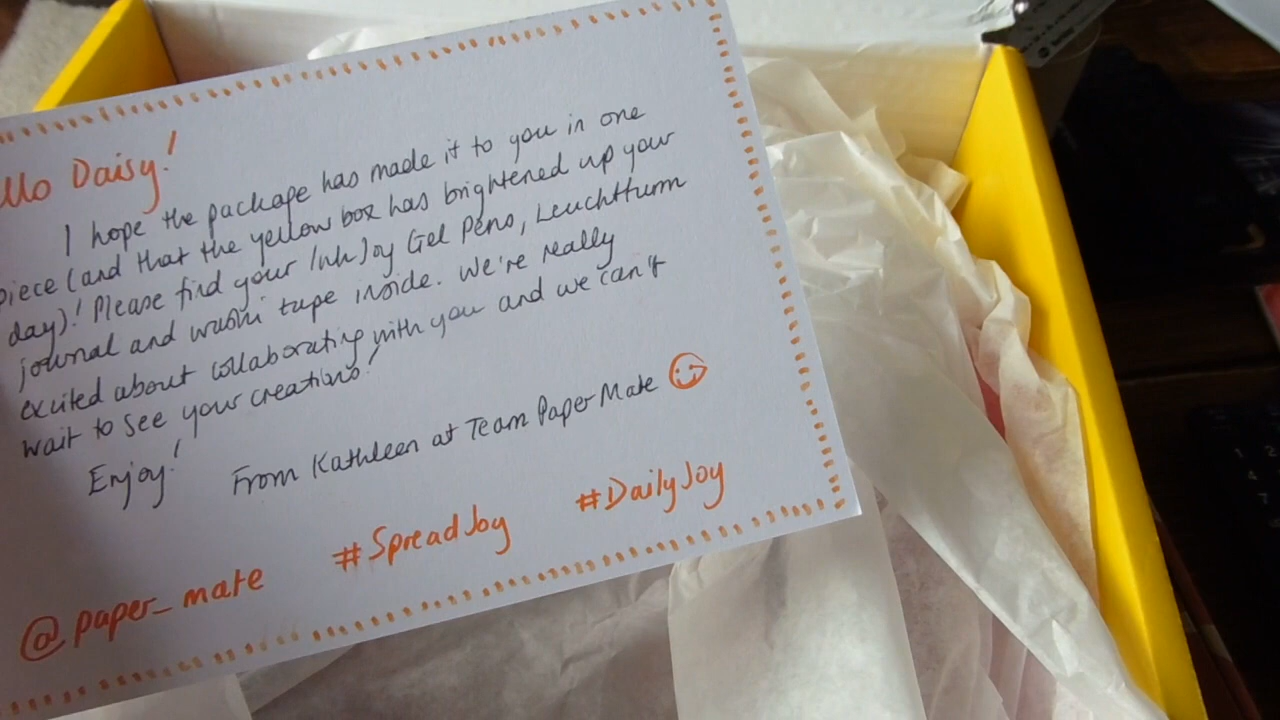 llo Daisy!
I hope the package has made it to you in one
piece (and that the yellow box has brightened up your
day)! Please find your InkJoy Gel Pens, Leuchtturm
journal and washi tape inside. We're really
excited about collaborating with you and we can't
wait to see your creations!
Enjoy!
From Kathleen at Team PaperMate
@paper_mate #SpreadJoy #DailyJoy